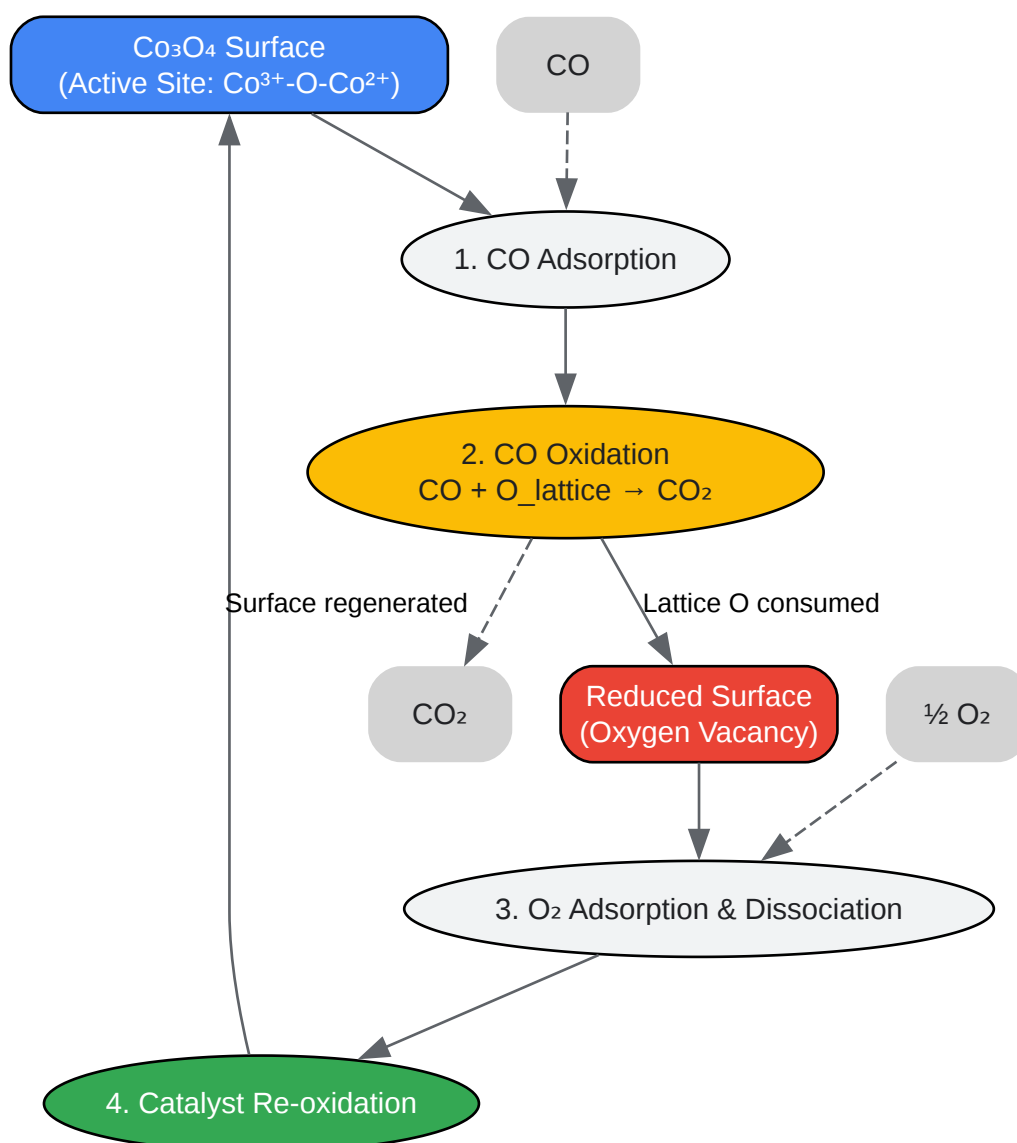 Co₃O₄ Surface
(Active Site: Co³⁺-O-Co²⁺)
CO
1. CO Adsorption
2. CO Oxidation
CO + O_lattice → CO₂
Surface regenerated
Lattice O consumed
CO₂
Reduced Surface
(Oxygen Vacancy)
½ O₂
3. O₂ Adsorption & Dissociation
4. Catalyst Re-oxidation